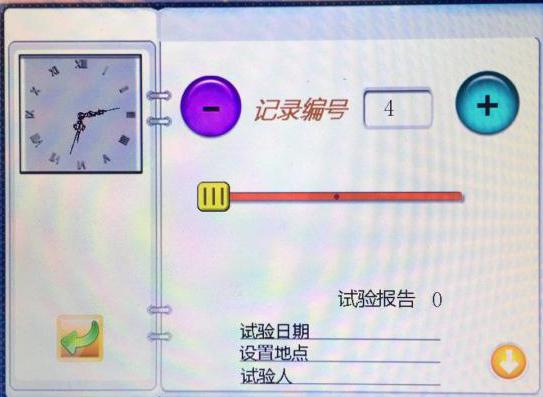 - 记录编号 4 +
试验报告 0
试验日期
设置地点
试验人